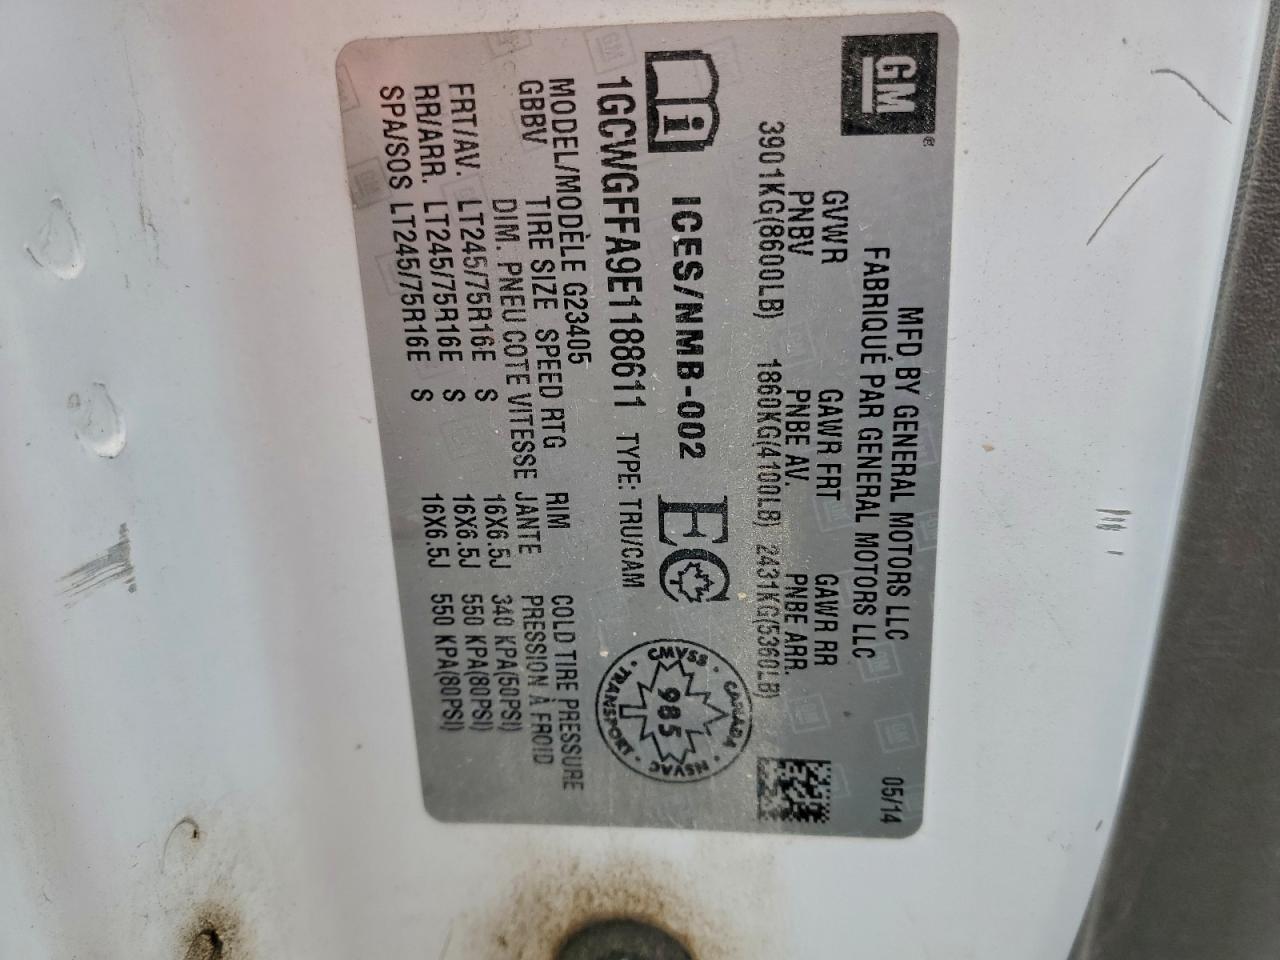 GM
MFD BY GENERAL MOTORS LLC
FABRIQUÉ PAR GENERAL MOTORS LLC
05/14
GVWR GAWR FRT GAWR RR
PNBV PNBE AV. PNBE ARR.
3901KG(8600LB) 1860KG(4100LB) 2431KG(5360LB)
i ICES/NMB-002 EC
CMVSS · CANADA · NSVAC · TRANSPORT ·
985
1GCWGFFA9E1188611 TYPE: TRU/CAM
MODEL/MODÈLE G23405
GBBV TIRE SIZE SPEED RTG RIM COLD TIRE PRESSURE
DIM. PNEU COTE VITESSE JANTE PRESSION À FROID
FRT/AV. LT245/75R16E S 16X6.5J 340 KPA(50PSI)
RR/ARR. LT245/75R16E S 16X6.5J 550 KPA(80PSI)
SPA/SOS LT245/75R16E S 16X6.5J 550 KPA(80PSI)